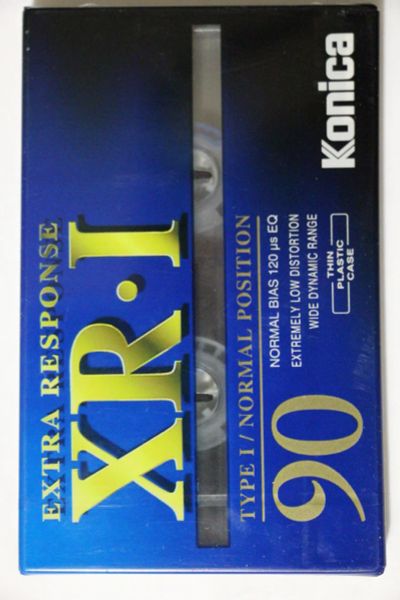 EXTRA RESPONSE
XR·I
TYPE I / NORMAL POSITION
90
NORMAL BIAS 120 µs EQ
EXTREMELY LOW DISTORTION
WIDE DYNAMIC RANGE
THIN
PLASTIC
CASE
Konica